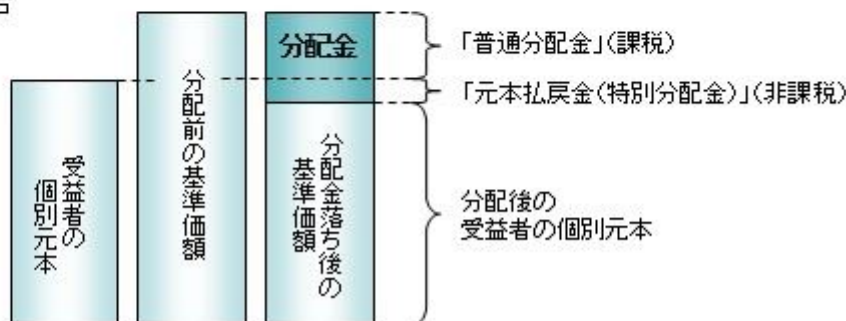 受益者の
個別元本
分配前の基準価額
分配金
分配金落ち後の
基準価額
「普通分配金」(課税)
「元本払戻金(特別分配金)」(非課税)
分配後の
受益者の個別元本